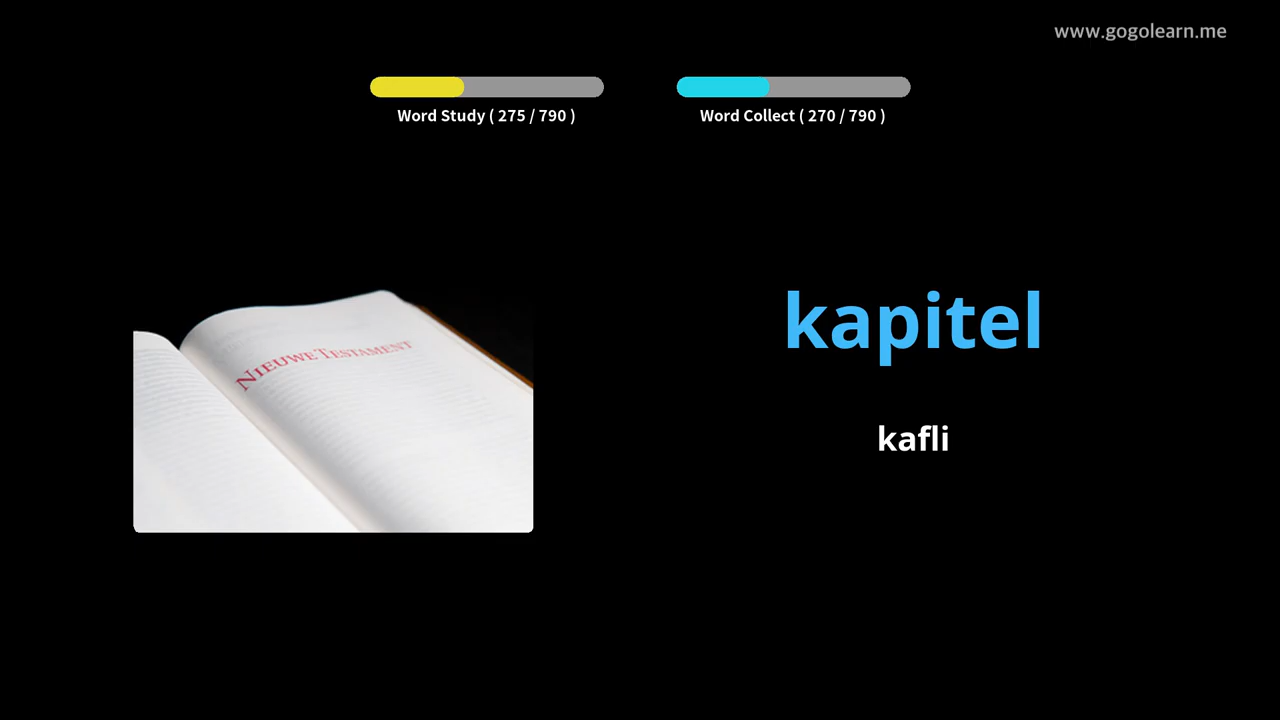 www.gogolearn.me
Word Study ( 275 / 790 )
Word Collect ( 270 / 790 )
NIEUWE TESTAMENT
kapitel
kafli